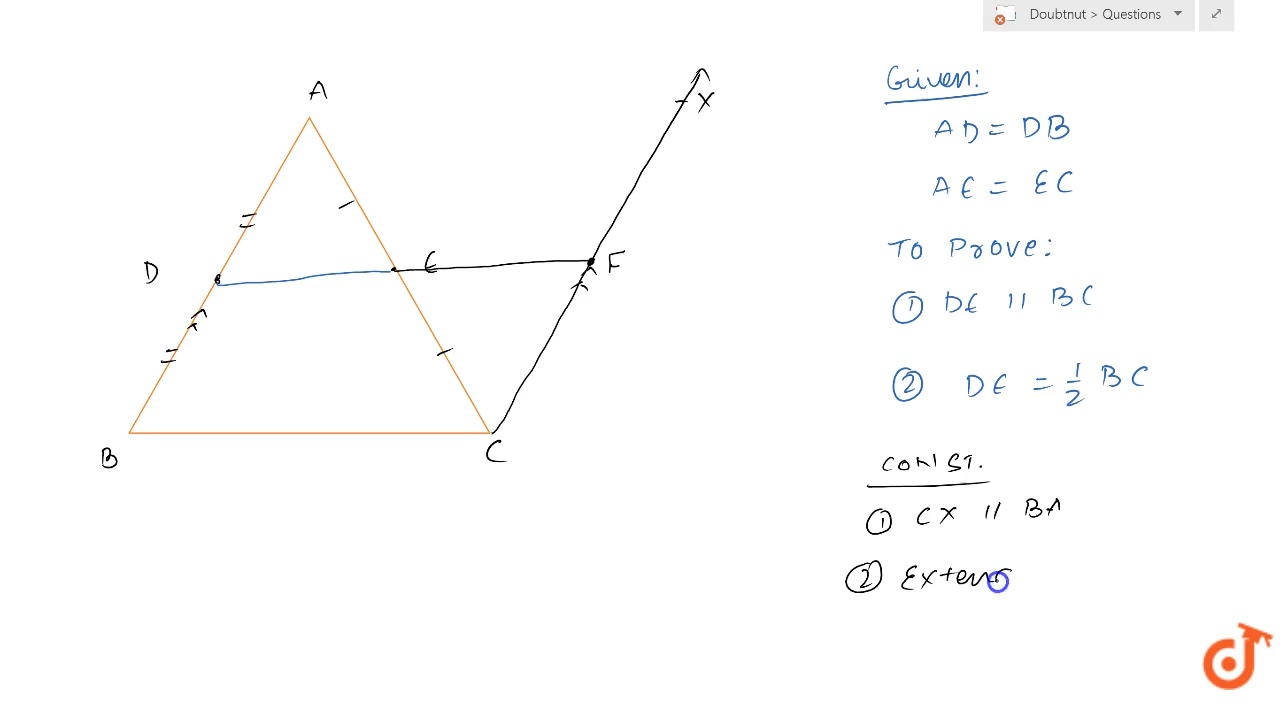 Doubtnut > Questions
A
X
D
E
F
B
C
Given:
AD = DB
AE = EC
To Prove:
① DE || BC
② DE = 1/2 BC
CONST.
① CX || BA
② Exten